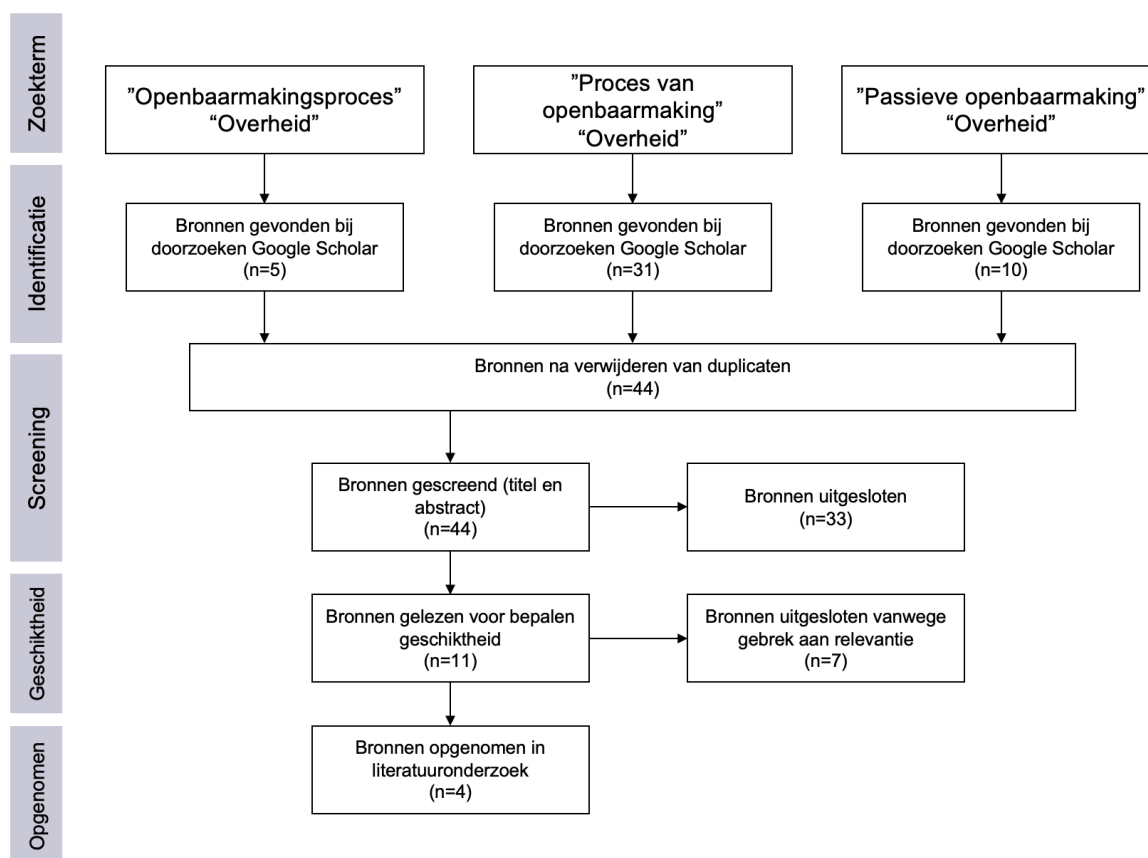 Zoekterm
”Openbaarmakingsproces”
“Overheid”
”Proces van
openbaarmaking”
“Overheid”
”Passieve openbaarmaking”
“Overheid”
Identificatie
Bronnen gevonden bij
doorzoeken Google Scholar
(n=5)
Bronnen gevonden bij
doorzoeken Google Scholar
(n=31)
Bronnen gevonden bij
doorzoeken Google Scholar
(n=10)
Screening
Bronnen na verwijderen van duplicaten
(n=44)
Bronnen gescreend (titel en
abstract)
(n=44)
Bronnen uitgesloten
(n=33)
Geschiktheid
Bronnen gelezen voor bepalen
geschiktheid
(n=11)
Bronnen uitgesloten vanwege
gebrek aan relevantie
(n=7)
Opgenomen
Bronnen opgenomen in
literatuuronderzoek
(n=4)